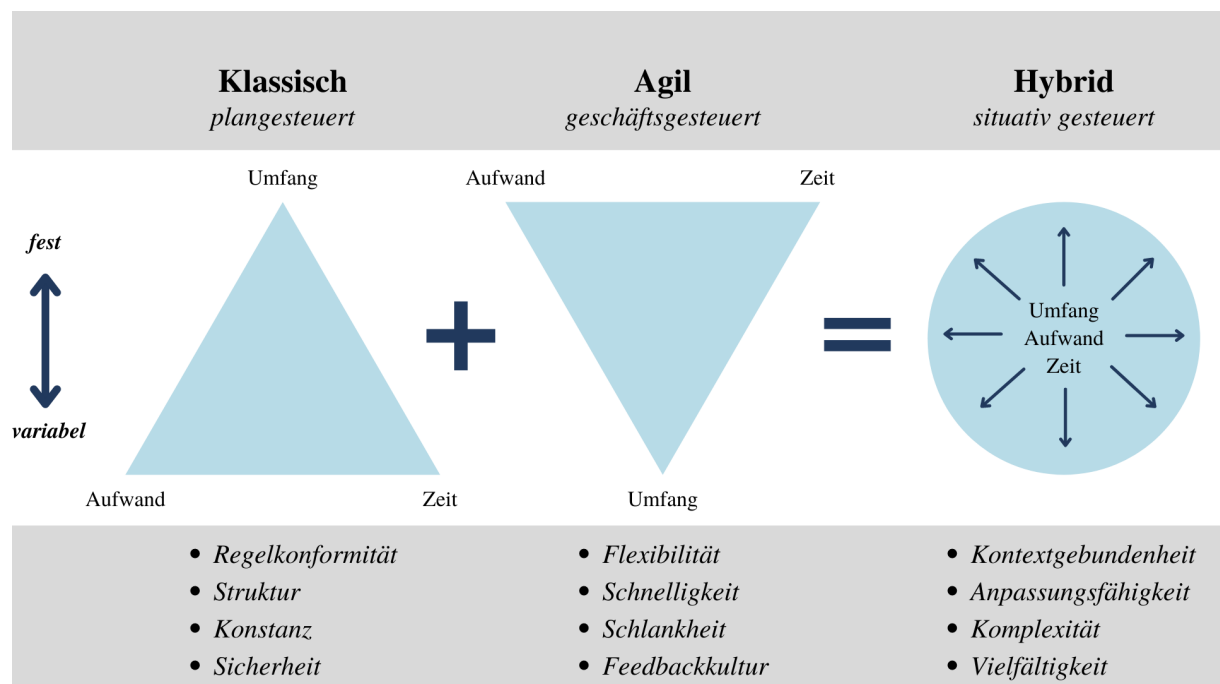 Klassisch
plangesteuert
Agil
geschäftsgesteuert
Hybrid
situativ gesteuert
fest
variabel
Umfang
Aufwand
Zeit
Aufwand
Zeit
Umfang
Umfang
Aufwand
Zeit
• Regelkonformität
• Struktur
• Konstanz
• Sicherheit
• Flexibilität
• Schnelligkeit
• Schlankheit
• Feedbackkultur
• Kontextgebundenheit
• Anpassungsfähigkeit
• Komplexität
• Vielfältigkeit